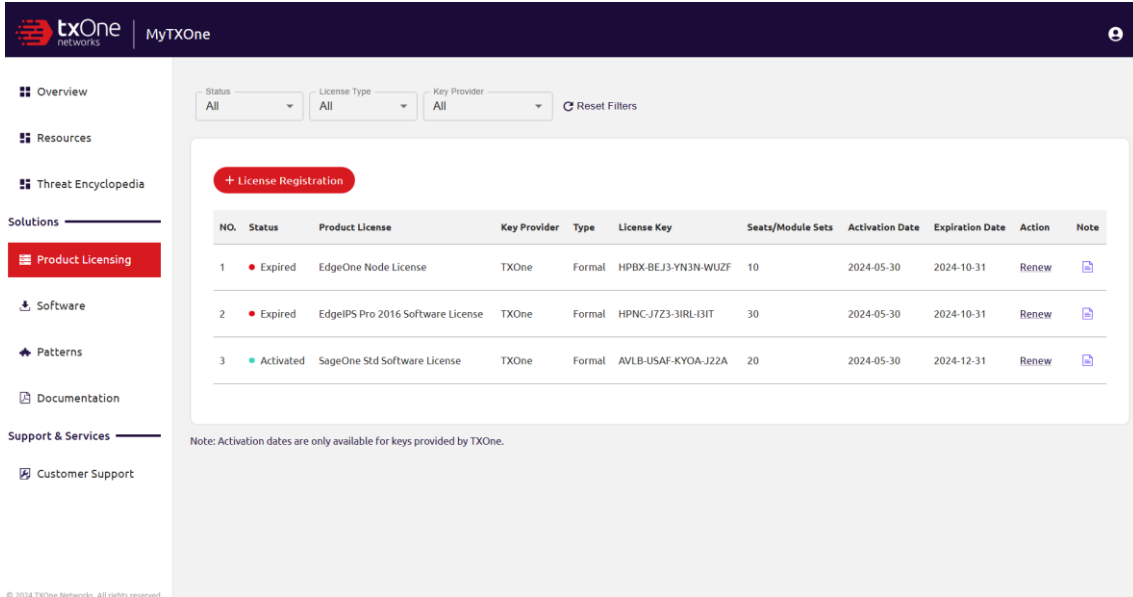 txOne networks | MyTXOne
Overview
Resources
Threat Encyclopedia
Solutions
Product Licensing
Software
Patterns
Documentation
Support & Services
Customer Support
© 2024 TXOne Networks. All rights reserved
Status License Type Key Provider
All All All Reset Filters
+ License Registration
NO. Status Product License Key Provider Type License Key Seats/Module Sets Activation Date Expiration Date Action Note
1 Expired EdgeOne Node License TXOne Formal HPBX-BEJ3-YN3N-WUZF 10 2024-05-30 2024-10-31 Renew
2 Expired EdgeIPS Pro 2016 Software License TXOne Formal HPNC-J7Z3-3IRL-I3IT 30 2024-05-30 2024-10-31 Renew
3 Activated SageOne Std Software License TXOne Formal AVLB-USAF-KYOA-J22A 20 2024-05-30 2024-12-31 Renew
Note: Activation dates are only available for keys provided by TXOne.